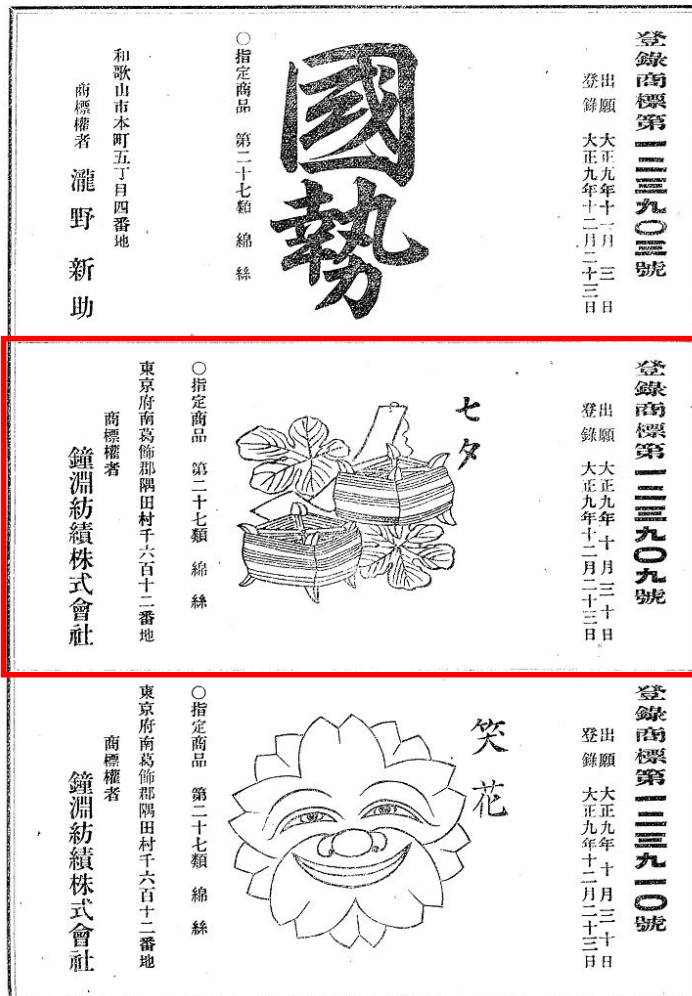 登錄商標第一二三九〇三號
出願 大正九年十一月三日
登錄 大正九年十二月二十三日
國勢
〇指定商品 第二十七類 綿絲
和歌山市本町五丁目四番地
商標權者 瀧野新助
登錄商標第一二三九〇九號
出願 大正九年十月三十日
登錄 大正九年十二月二十三日
七夕
〇指定商品 第二十七類 綿絲
東京府南葛飾郡隅田村千六百十二番地
商標權者
鐘淵紡績株式會社
登錄商標第一二三九一〇號
出願 大正九年十月三十日
登錄 大正九年十二月二十三日
笑花
〇指定商品 第二十七類 綿絲
東京府南葛飾郡隅田村千六百十二番地
商標權者
鐘淵紡績株式會社